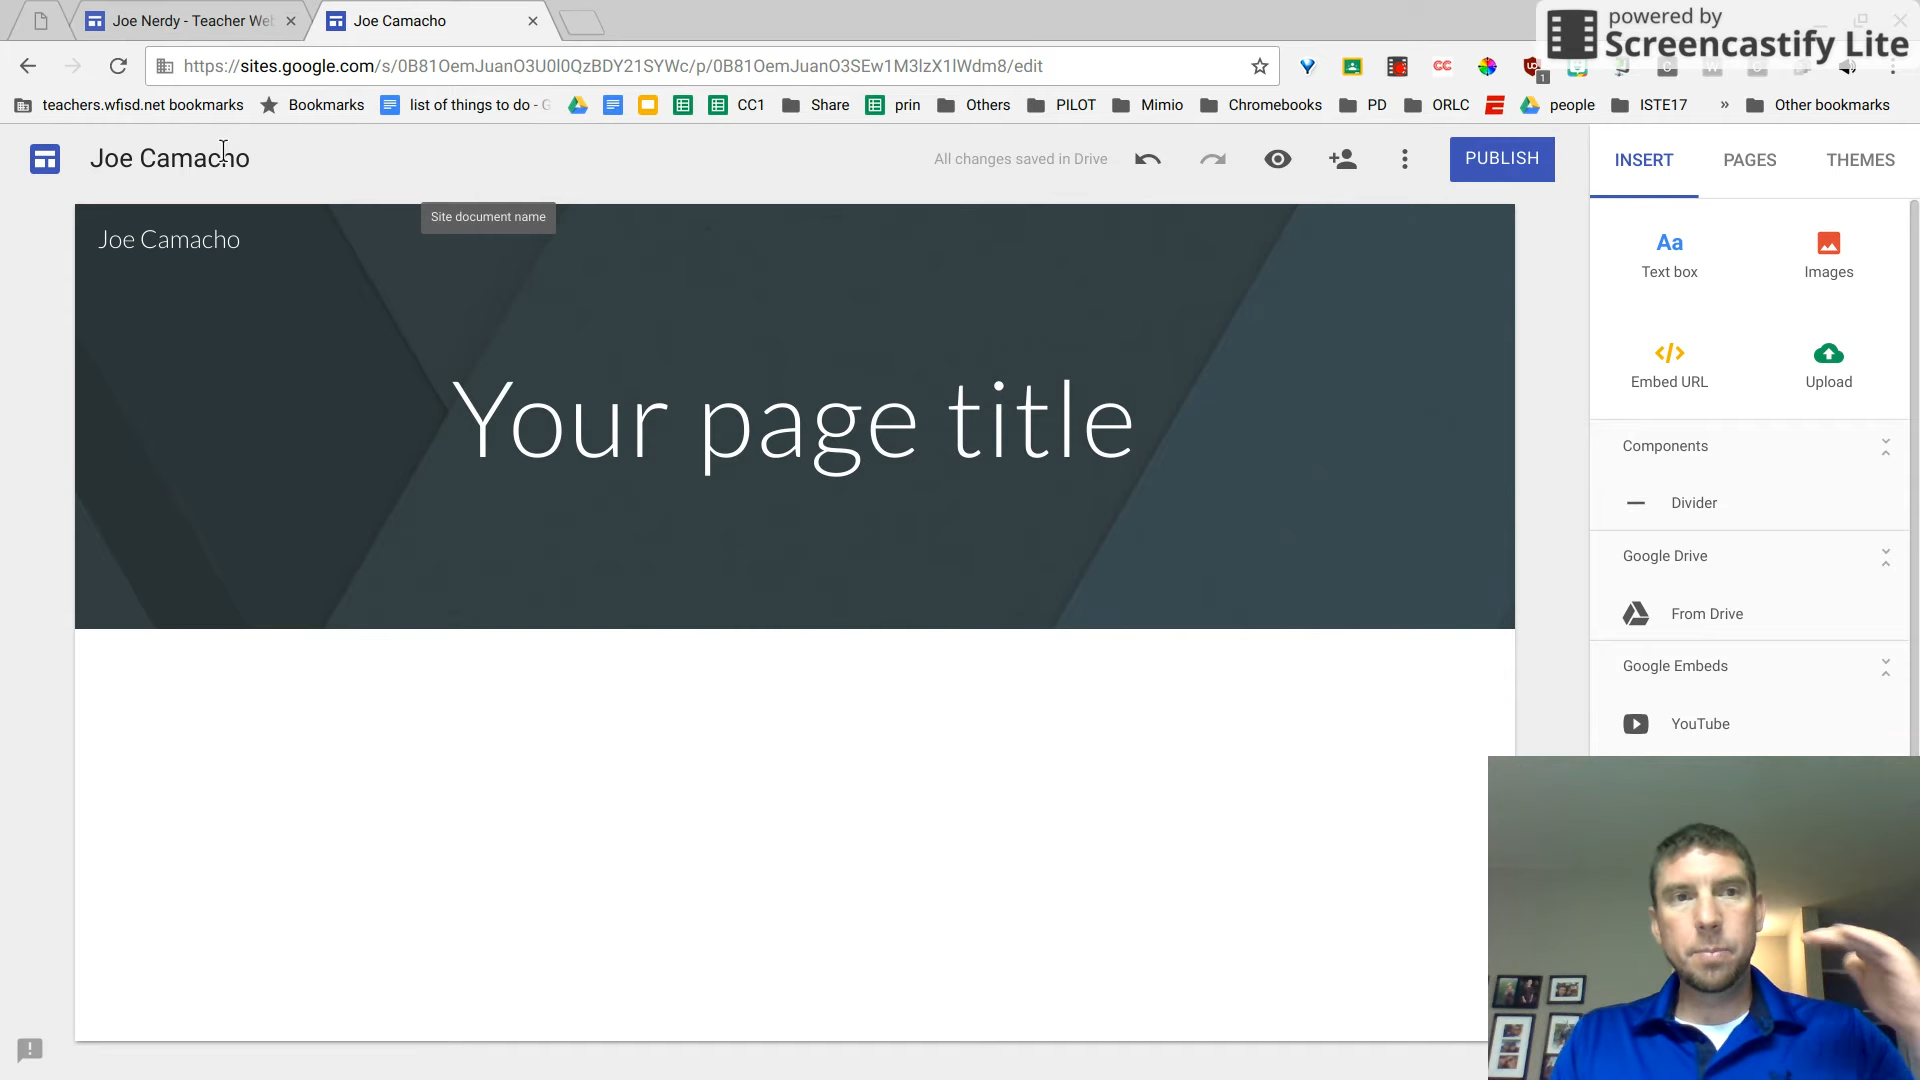 Joe Nerdy - Teacher Web
Joe Camacho
powered by
Screencastify Lite
https://sites.google.com/s/0B81OemJuanO3U0l0QzBDY21SYWc/p/0B81OemJuanO3SEw1M3lzX1lWdm8/edit
teachers.wfisd.net bookmarks
Bookmarks
list of things to do - G
CC1
Share
prin
Others
PILOT
Mimio
Chromebooks
PD
ORLC
people
ISTE17
»
Other bookmarks
Joe Camacho
All changes saved in Drive
PUBLISH
INSERT
PAGES
THEMES
Site document name
Joe Camacho
Your page title
Aa
Text box
Images
Embed URL
Upload
Components
Divider
Google Drive
From Drive
Google Embeds
YouTube
CC
1